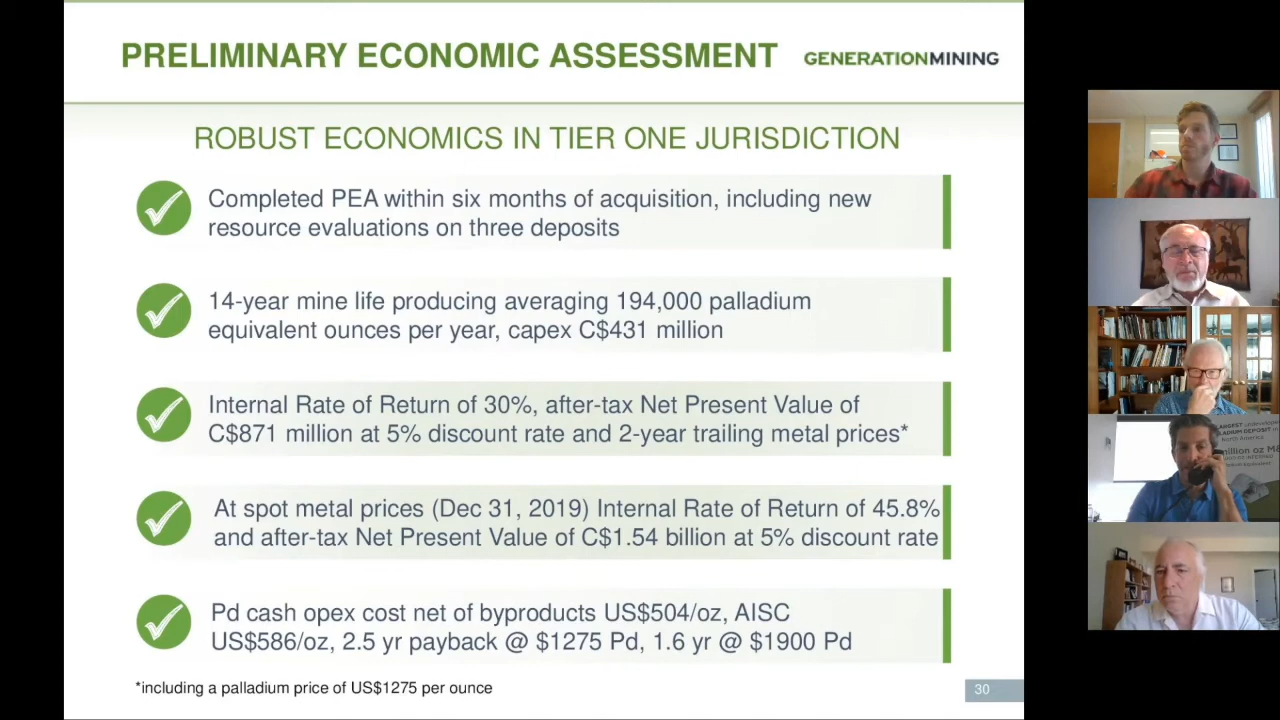 PRELIMINARY ECONOMIC ASSESSMENT
GENERATIONMINING
ROBUST ECONOMICS IN TIER ONE JURISDICTION
Completed PEA within six months of acquisition, including new
resource evaluations on three deposits
14-year mine life producing averaging 194,000 palladium
equivalent ounces per year, capex C$431 million
Internal Rate of Return of 30%, after-tax Net Present Value of
C$871 million at 5% discount rate and 2-year trailing metal prices*
At spot metal prices (Dec 31, 2019) Internal Rate of Return of 45.8%
and after-tax Net Present Value of C$1.54 billion at 5% discount rate
Pd cash opex cost net of byproducts US$504/oz, AISC
US$586/oz, 2.5 yr payback @ $1275 Pd, 1.6 yr @ $1900 Pd
*including a palladium price of US$1275 per ounce
30
North America